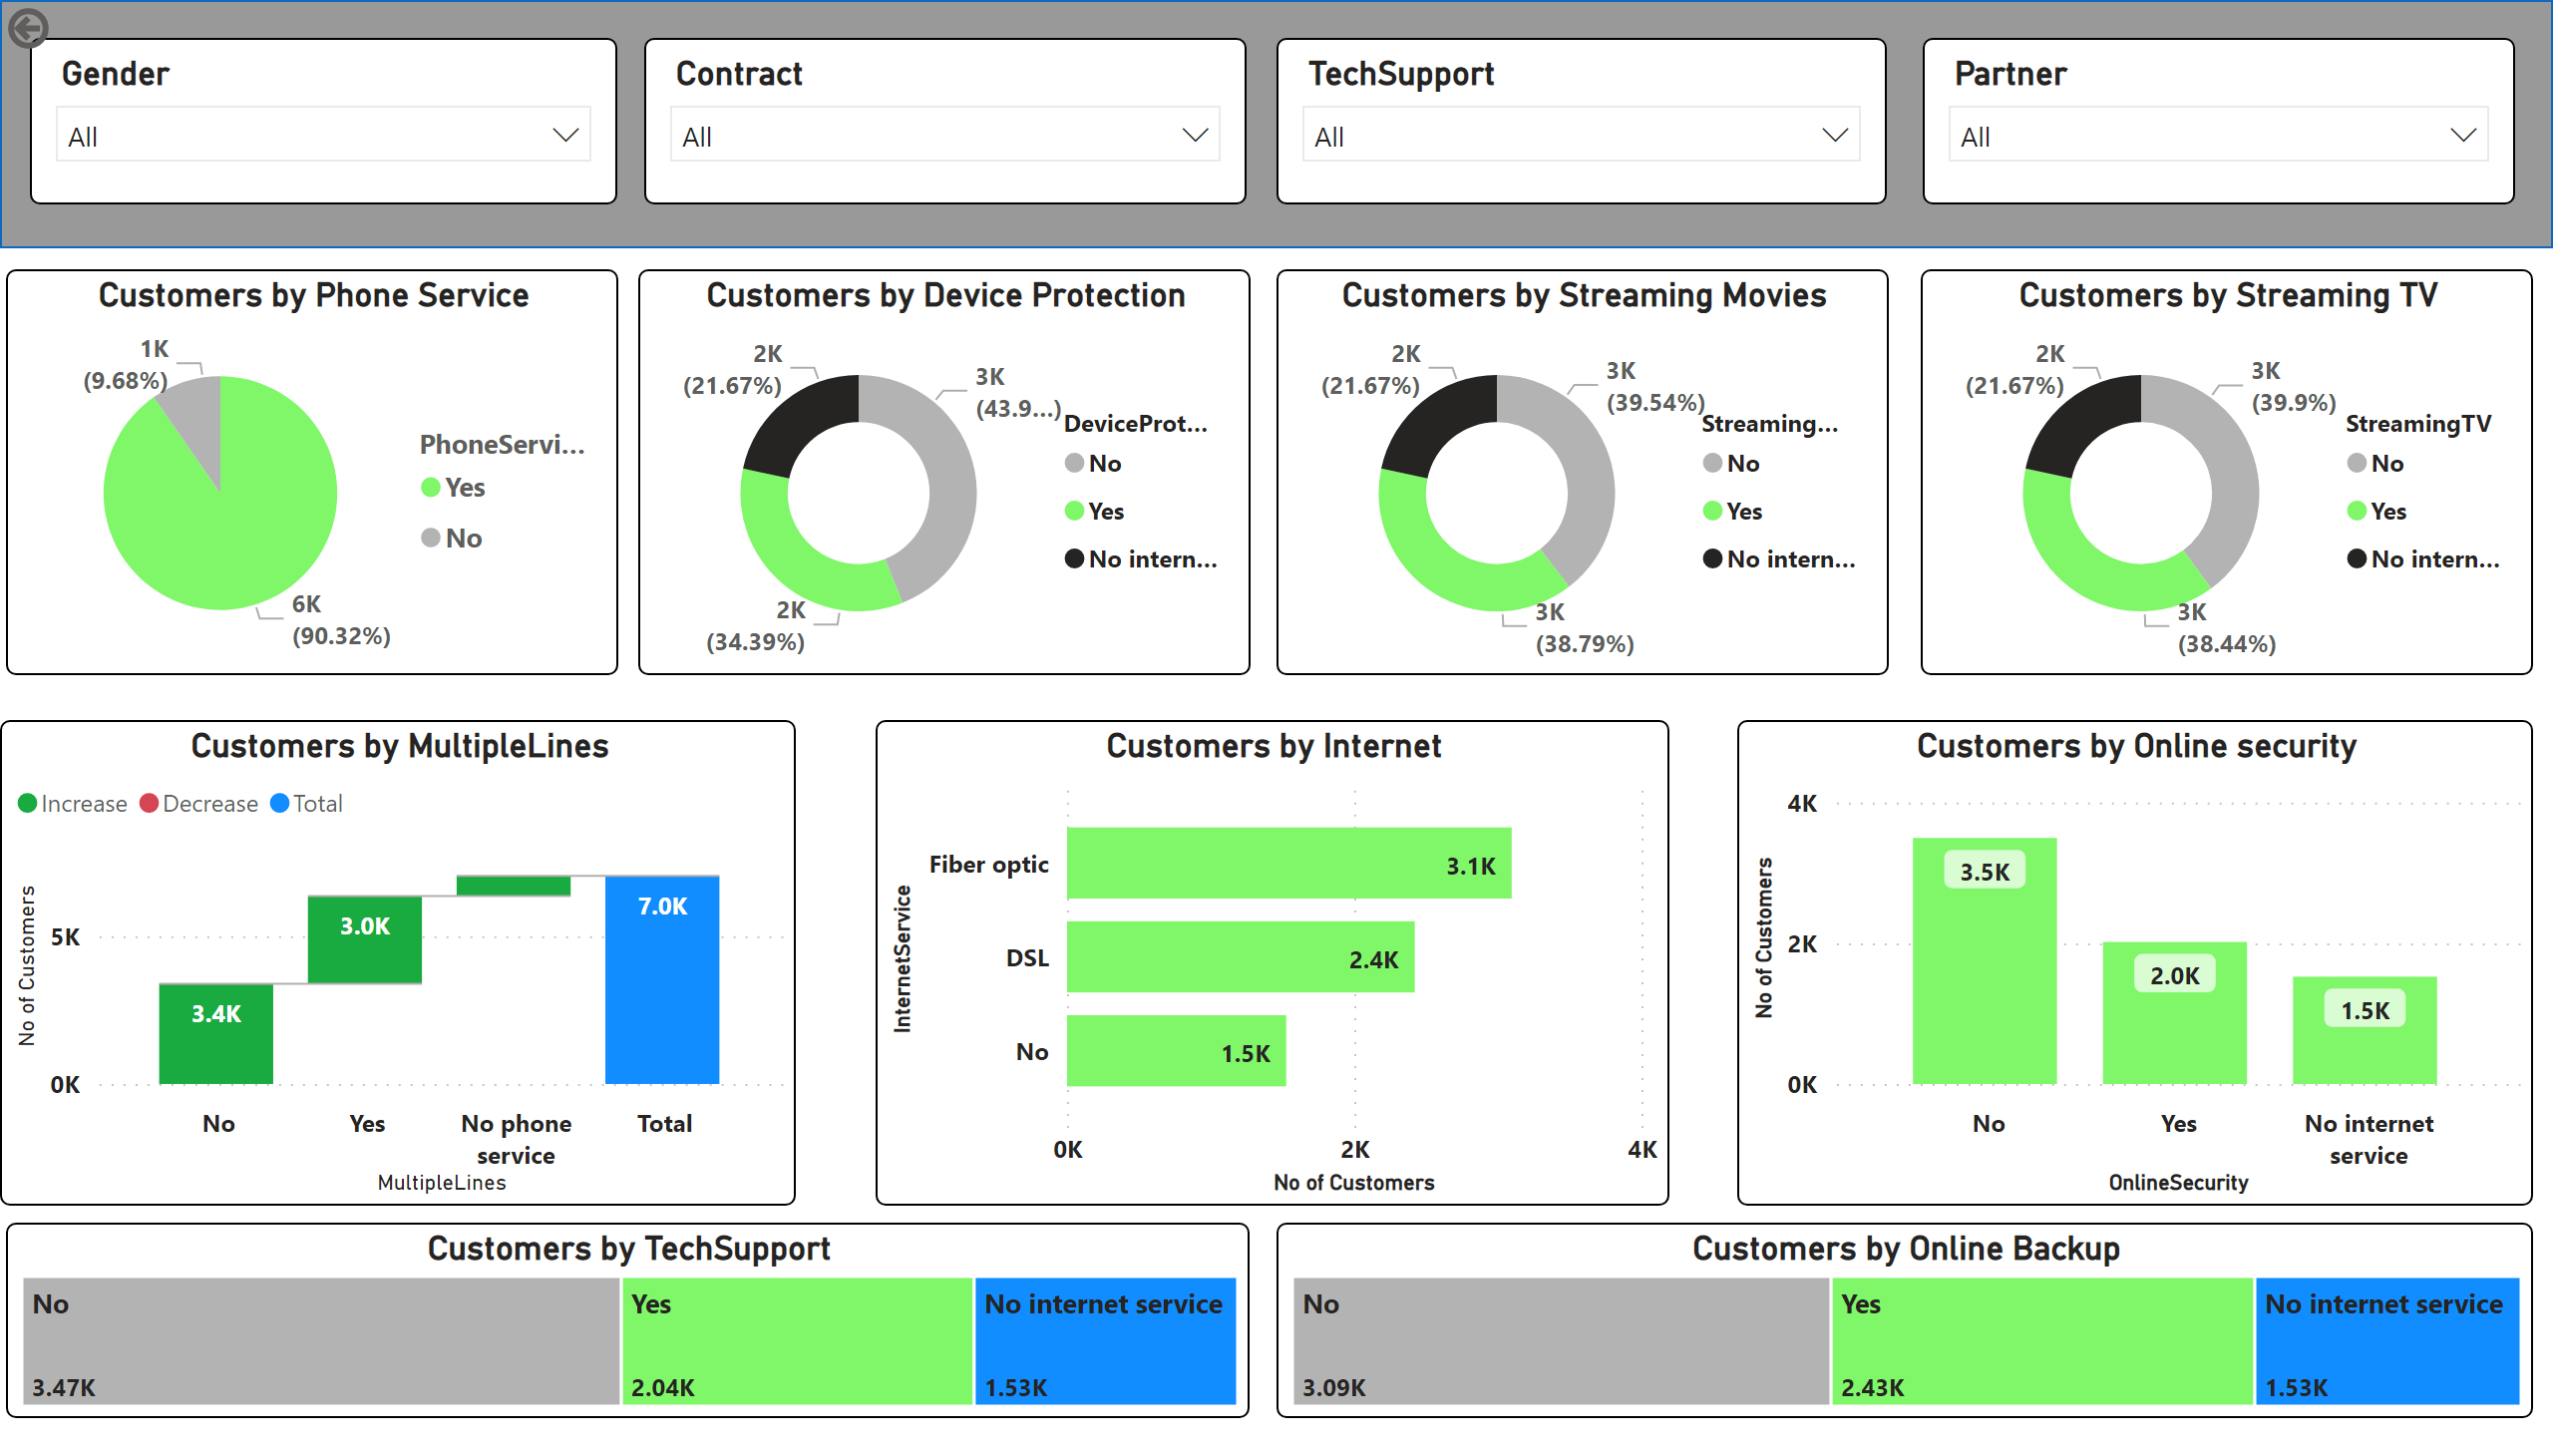 Gender
All
Contract
All
TechSupport
All
Partner
All
Customers by Phone Service
1K
(9.68%)
6K
(90.32%)
PhoneServi...
Yes
No
Customers by Device Protection
2K
(21.67%)
3K
(43.9...)
2K
(34.39%)
DeviceProt...
No
Yes
No intern...
Customers by Streaming Movies
2K
(21.67%)
3K
(39.54%)
3K
(38.79%)
Streaming...
No
Yes
No intern...
Customers by Streaming TV
2K
(21.67%)
3K
(39.9%)
3K
(38.44%)
StreamingTV
No
Yes
No intern...
Customers by MultipleLines
Increase Decrease Total
No of Customers
5K
0K
3.4K
3.0K
7.0K
No
Yes
No phone
service
Total
MultipleLines
Customers by Internet
InternetService
Fiber optic
3.1K
DSL
2.4K
No
1.5K
0K
2K
4K
No of Customers
Customers by Online security
No of Customers
4K
2K
0K
3.5K
2.0K
1.5K
No
Yes
No internet
service
OnlineSecurity
Customers by TechSupport
No
3.47K
Yes
2.04K
No internet service
1.53K
Customers by Online Backup
No
3.09K
Yes
2.43K
No internet service
1.53K